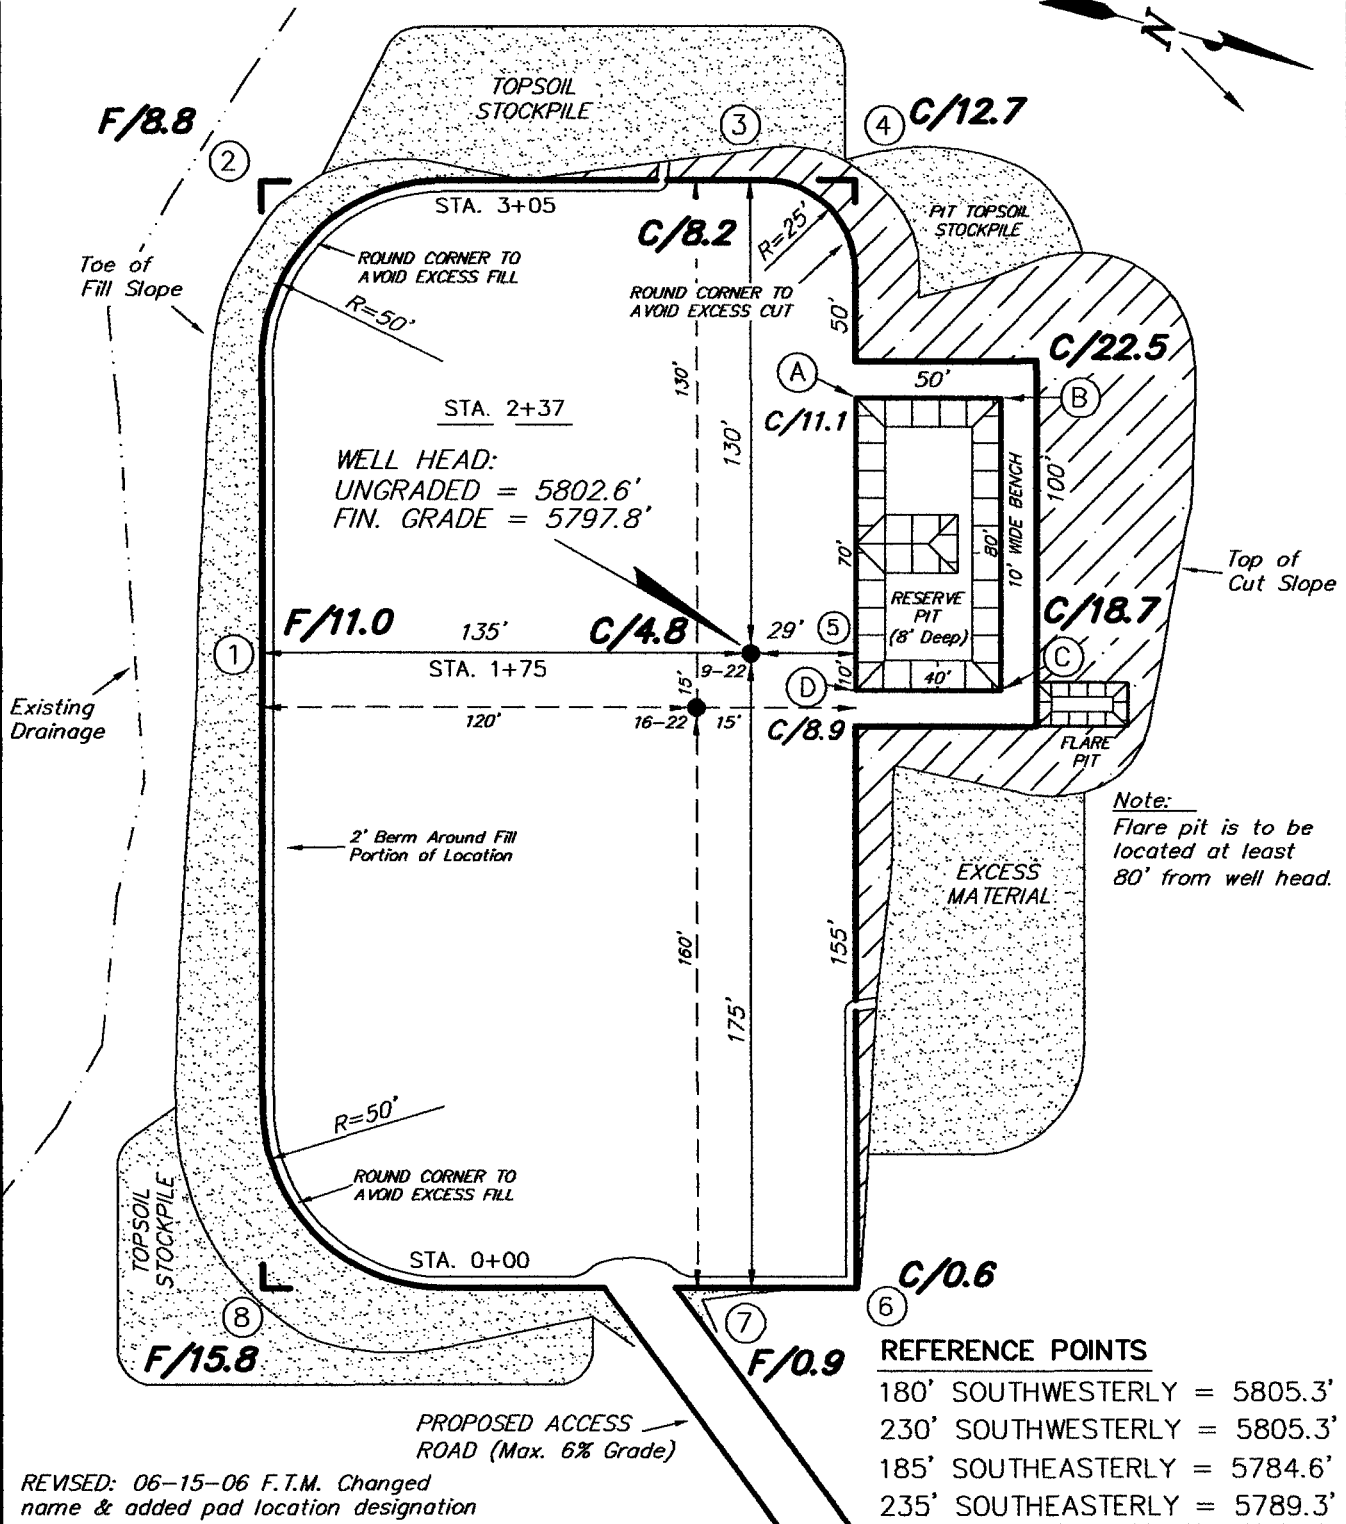 N
TOPSOIL
STOCKPILE
F/8.8
2
3
4
C/12.7
STA. 3+05
C/8.2
R=25'
PIT TOPSOIL
STOCKPILE
ROUND CORNER TO
AVOID EXCESS FILL
Toe of
Fill Slope
R=50'
ROUND CORNER TO
AVOID EXCESS CUT
50'
C/22.5
A
50'
B
130'
STA. 2+37
C/11.1
130'
WELL HEAD:
UNGRADED = 5802.6'
FIN. GRADE = 5797.8'
10' WIDE BENCH
100'
70'
80'
Top of
Cut Slope
RESERVE
PIT
(8' Deep)
F/11.0
135'
C/4.8
29'
5
C/18.7
1
STA. 1+75
9-22
C
15'
10'
40'
D
Existing
Drainage
120'
16-22
15'
C/8.9
FLARE
PIT
Note:
Flare pit is to be
located at least
80' from well head.
2' Berm Around Fill
Portion of Location
EXCESS
MATERIAL
160'
155'
175'
R=50'
ROUND CORNER TO
AVOID EXCESS FILL
TOPSOIL
STOCKPILE
STA. 0+00
C/0.6
8
7
6
F/15.8
F/0.9
REFERENCE POINTS
180' SOUTHWESTERLY = 5805.3'
230' SOUTHWESTERLY = 5805.3'
185' SOUTHEASTERLY = 5784.6'
235' SOUTHEASTERLY = 5789.3'
PROPOSED ACCESS
ROAD (Max. 6% Grade)
REVISED: 06-15-06 F.T.M. Changed
name & added pad location designation